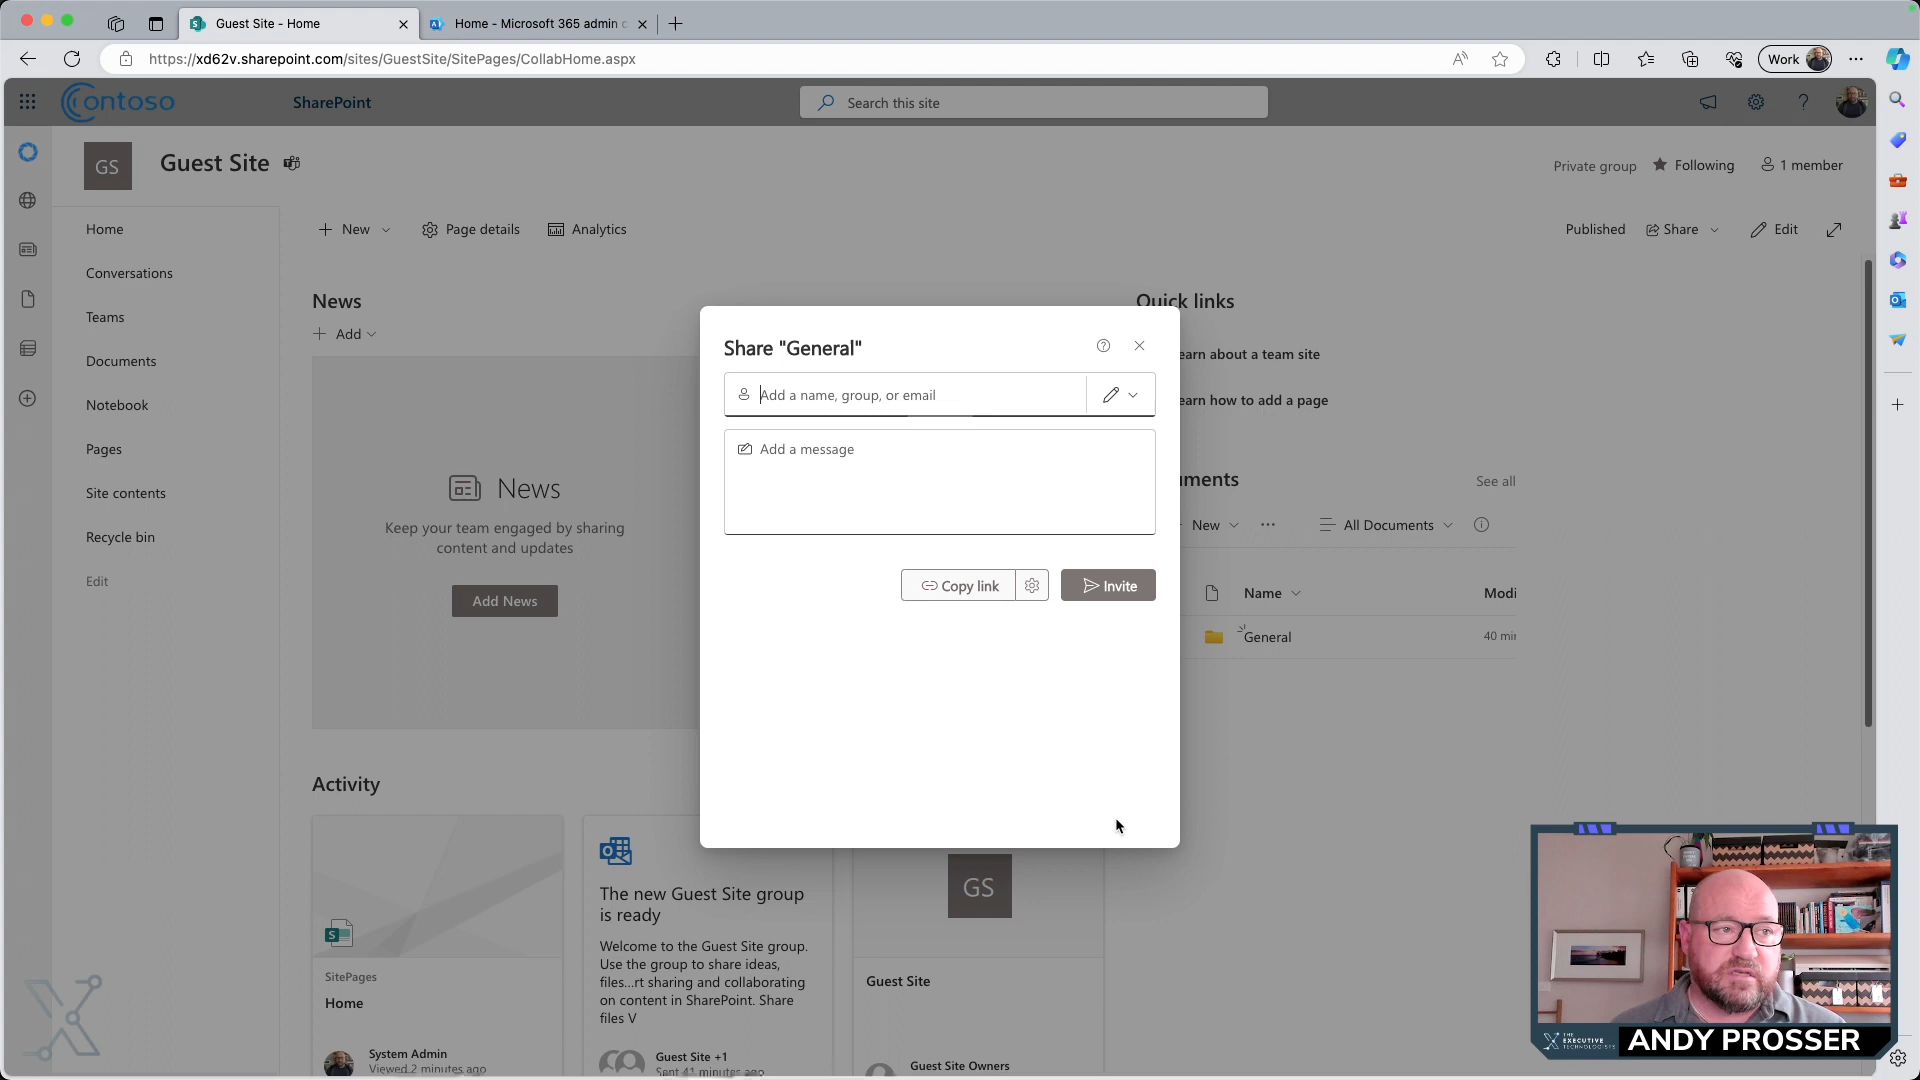 Guest Site - Home
Home - Microsoft 365 admin c
https://xd62v.sharepoint.com/sites/GuestSite/SitePages/CollabHome.aspx
Work
Contoso
SharePoint
Search this site
GS
Guest Site
Private group
Following
1 member
Home
Conversations
Teams
Documents
Notebook
Pages
Site contents
Recycle bin
Edit
New
Page details
Analytics
Published
Share
Edit
News
Add
News
Keep your team engaged by sharing
content and updates
Add News
Quick links
earn about a team site
earn how to add a page
Share "General"
Add a name, group, or email
Add a message
Copy link
Invite
uments
See all
New
All Documents
Name
Modi
General
40 min
Activity
SitePages
Home
System Admin
Viewed 2 minutes ago
The new Guest Site group
is ready
Welcome to the Guest Site group.
Use the group to share ideas,
files...rt sharing and collaborating
on content in SharePoint. Share
files V
Guest Site +1
Sent 41 minutes ago
GS
Guest Site
Guest Site Owners
THE
EXECUTIVE
TECHNOLOGISTS
ANDY PROSSER